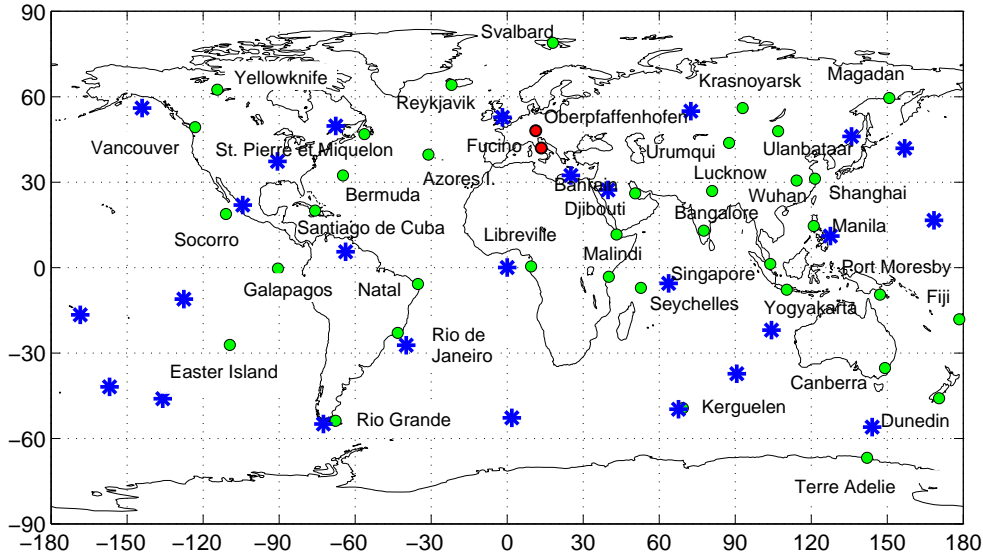 90
60
30
0
−30
−60
−90
Svalbard
Yellowknife
Krasnoyarsk
Magadan
Reykjavik
Oberpfaffenhofen
Vancouver
St. Pierre et Miquelon
Fucino
Urumqui
Ulanbataar
Azores I.
Bahrein
Lucknow
Bermuda
Wuhan
Shanghai
Djibouti
Bangalore
Socorro
Santiago de Cuba
Libreville
Malindi
Manila
Galapagos
Natal
Singapore
Port Moresby
Seychelles
Yogyakarta
Fiji
Rio de
Janeiro
Easter Island
Canberra
Rio Grande
Kerguelen
Dunedin
Terre Adelie
−180
−150
−120
−90
−60
−30
0
30
60
90
120
150
180